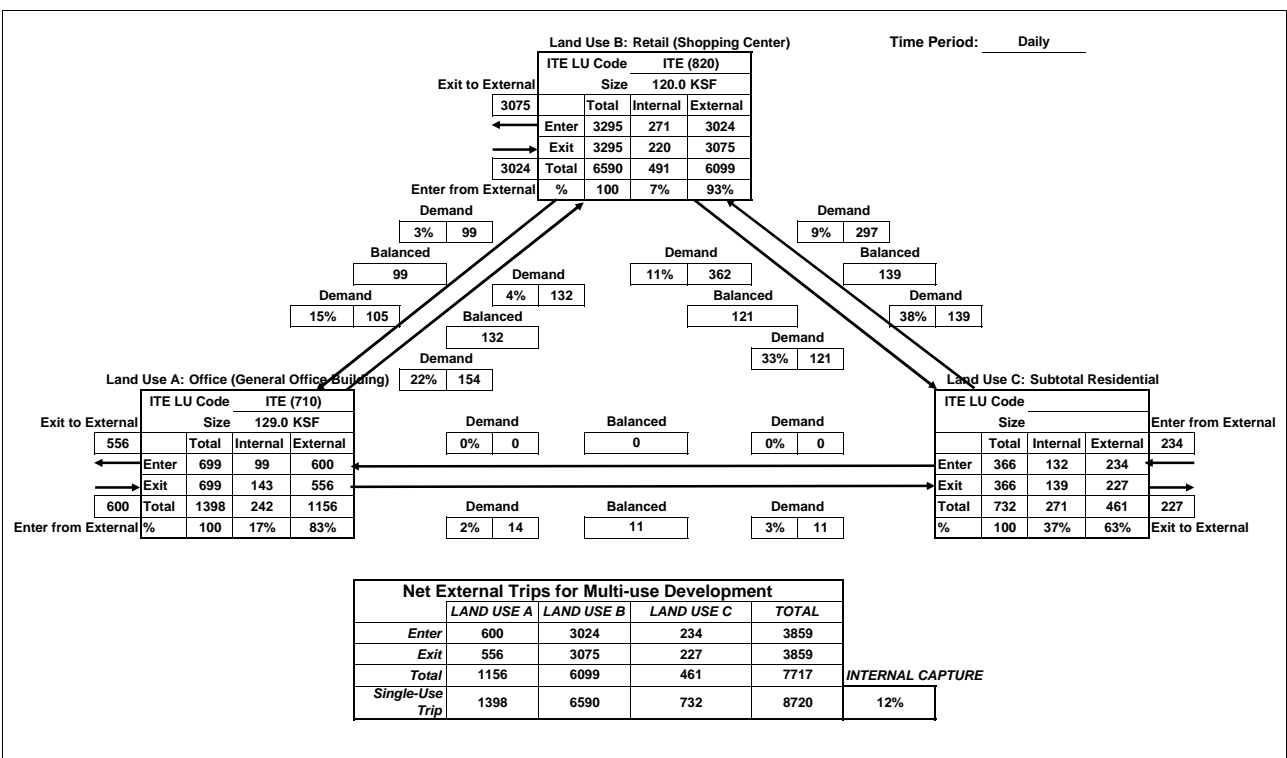 Land Use B: Retail (Shopping Center)
Time Period: Daily
ITE LU Code ITE (820)
Exit to External Size 120.0 KSF
3075 Total Internal External
Enter 3295 271 3024
Exit 3295 220 3075
3024 Total 6590 491 6099
Enter from External % 100 7% 93%
Demand
3% 99
Balanced
99
Demand
15% 105
Demand
4% 132
Balanced
132
Demand
22% 154
Demand
11% 362
Balanced
121
Demand
33% 121
Demand
9% 297
Balanced
139
Demand
38% 139
Land Use A: Office (General Office Building)
ITE LU Code ITE (710)
Exit to External Size 129.0 KSF
556 Total Internal External
Enter 699 99 600
Exit 699 143 556
600 Total 1398 242 1156
Enter from External % 100 17% 83%
Demand Balanced Demand
0% 0 0 0% 0
Demand Balanced Demand
2% 14 11 3% 11
Land Use C: Subtotal Residential
ITE LU Code
Size Enter from External
Total Internal External 234
Enter 366 132 234
Exit 366 139 227
Total 732 271 461 227
% 100 37% 63% Exit to External
Net External Trips for Multi-use Development
LAND USE A LAND USE B LAND USE C TOTAL
Enter 600 3024 234 3859
Exit 556 3075 227 3859
Total 1156 6099 461 7717 INTERNAL CAPTURE
Single-Use
Trip 1398 6590 732 8720 12%